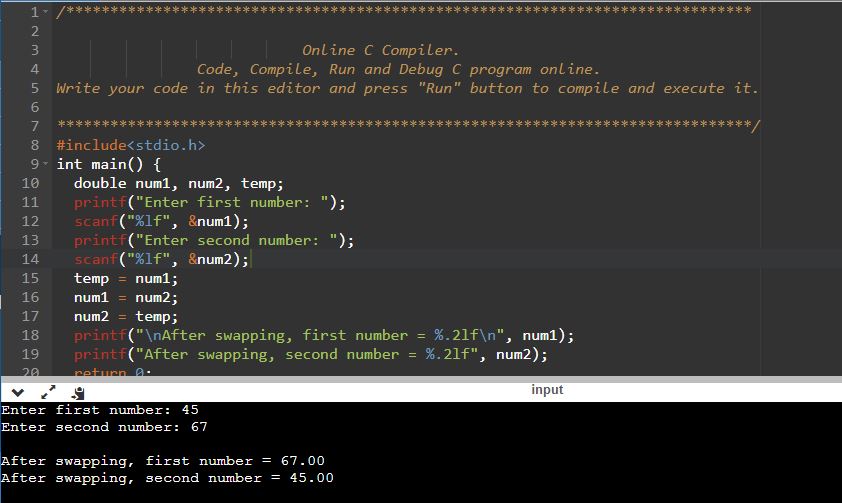 1 /******************************************************************************
2
3 Online C Compiler.
4 Code, Compile, Run and Debug C program online.
5 Write your code in this editor and press "Run" button to compile and execute it.
6
7 *******************************************************************************/
8 #include<stdio.h>
9 int main() {
10 double num1, num2, temp;
11 printf("Enter first number: ");
12 scanf("%lf", &num1);
13 printf("Enter second number: ");
14 scanf("%lf", &num2);
15 temp = num1;
16 num1 = num2;
17 num2 = temp;
18 printf("\nAfter swapping, first number = %.2lf\n", num1);
19 printf("After swapping, second number = %.2lf", num2);
20 return 0;
input
Enter first number: 45
Enter second number: 67
After swapping, first number = 67.00
After swapping, second number = 45.00